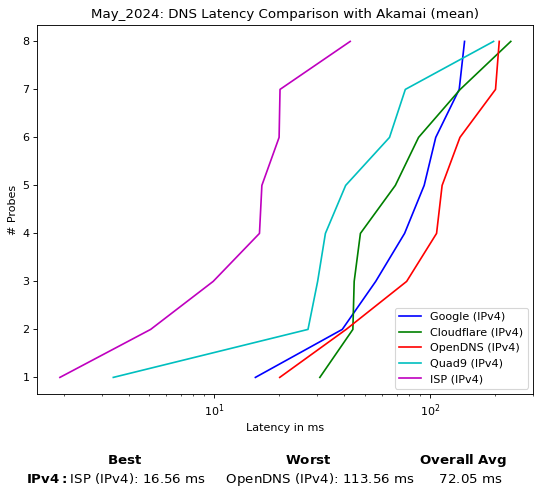 May_2024: DNS Latency Comparison with Akamai (mean)
8
7
6
5
4
3
2
1
# Probes
Google (IPv4)
Cloudflare (IPv4)
OpenDNS (IPv4)
Quad9 (IPv4)
ISP (IPv4)
10¹
10²
Latency in ms
Best Worst Overall Avg
IPv4: ISP (IPv4): 16.56 ms OpenDNS (IPv4): 113.56 ms 72.05 ms